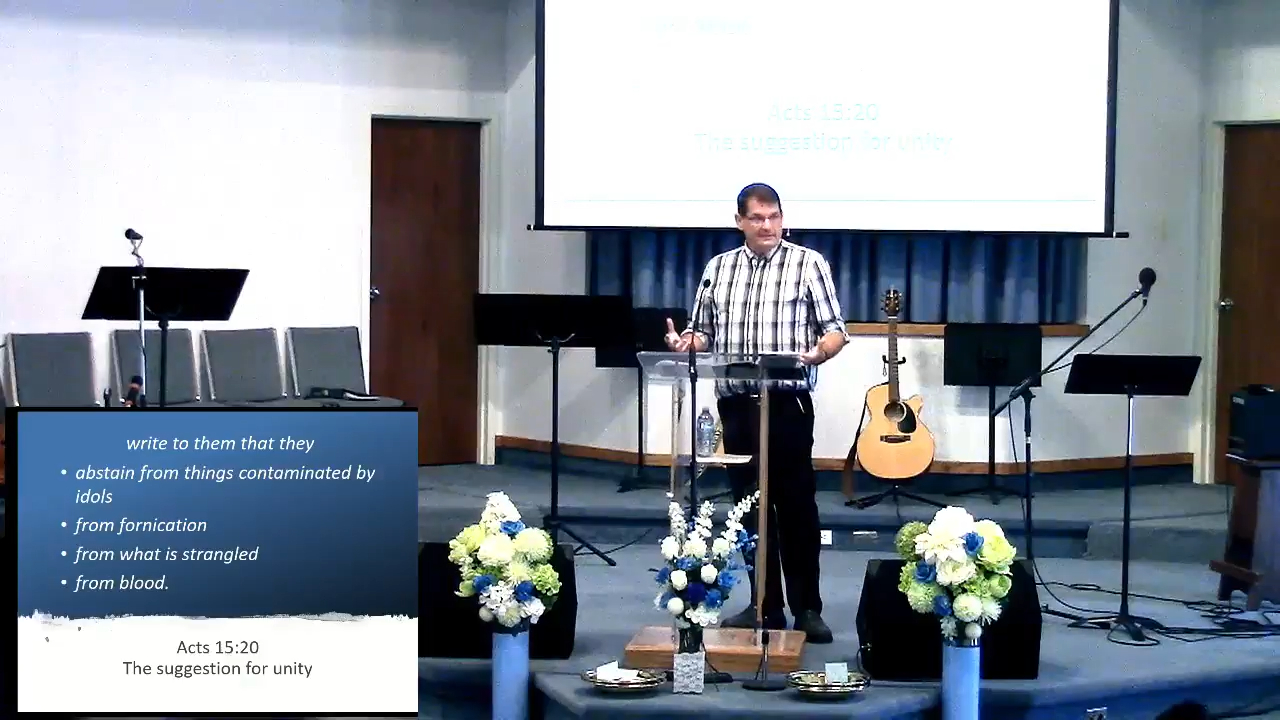 Acts 15:20
The suggestion for unity
write to them that they
• abstain from things contaminated by
idols
• from fornication
• from what is strangled
• from blood.
Acts 15:20
The suggestion for unity